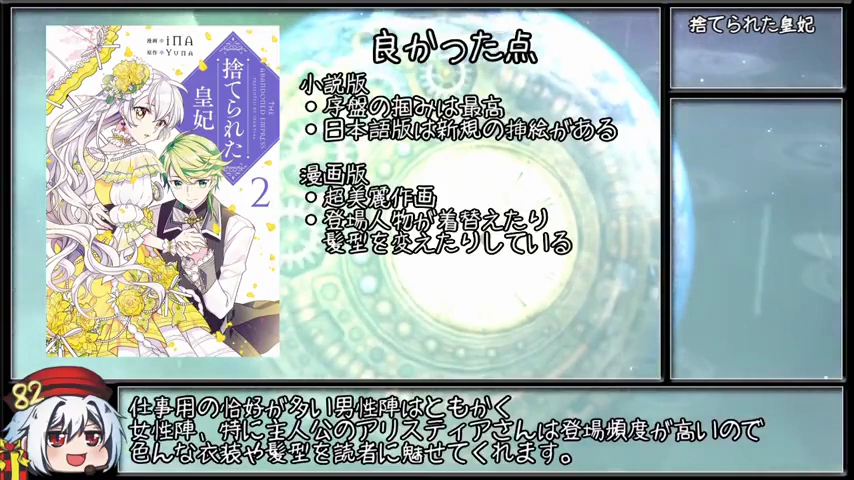 漫画 iNA
原作 Yuna
捨てられた
皇妃
THE
ABANDONED EMPRESS
2
良かった点
小説版
・序盤の掴みは最高
・日本語版は新規の挿絵がある
漫画版
・超美麗作画
・登場人物が着替えたり
髪型を変えたりしている
捨てられた皇妃
82
仕事用の恰好が多い男性陣はともかく
女性陣、特に主人公のアリスティアさんは登場頻度が高いので
色んな衣装や髪型を読者に魅せてくれます。